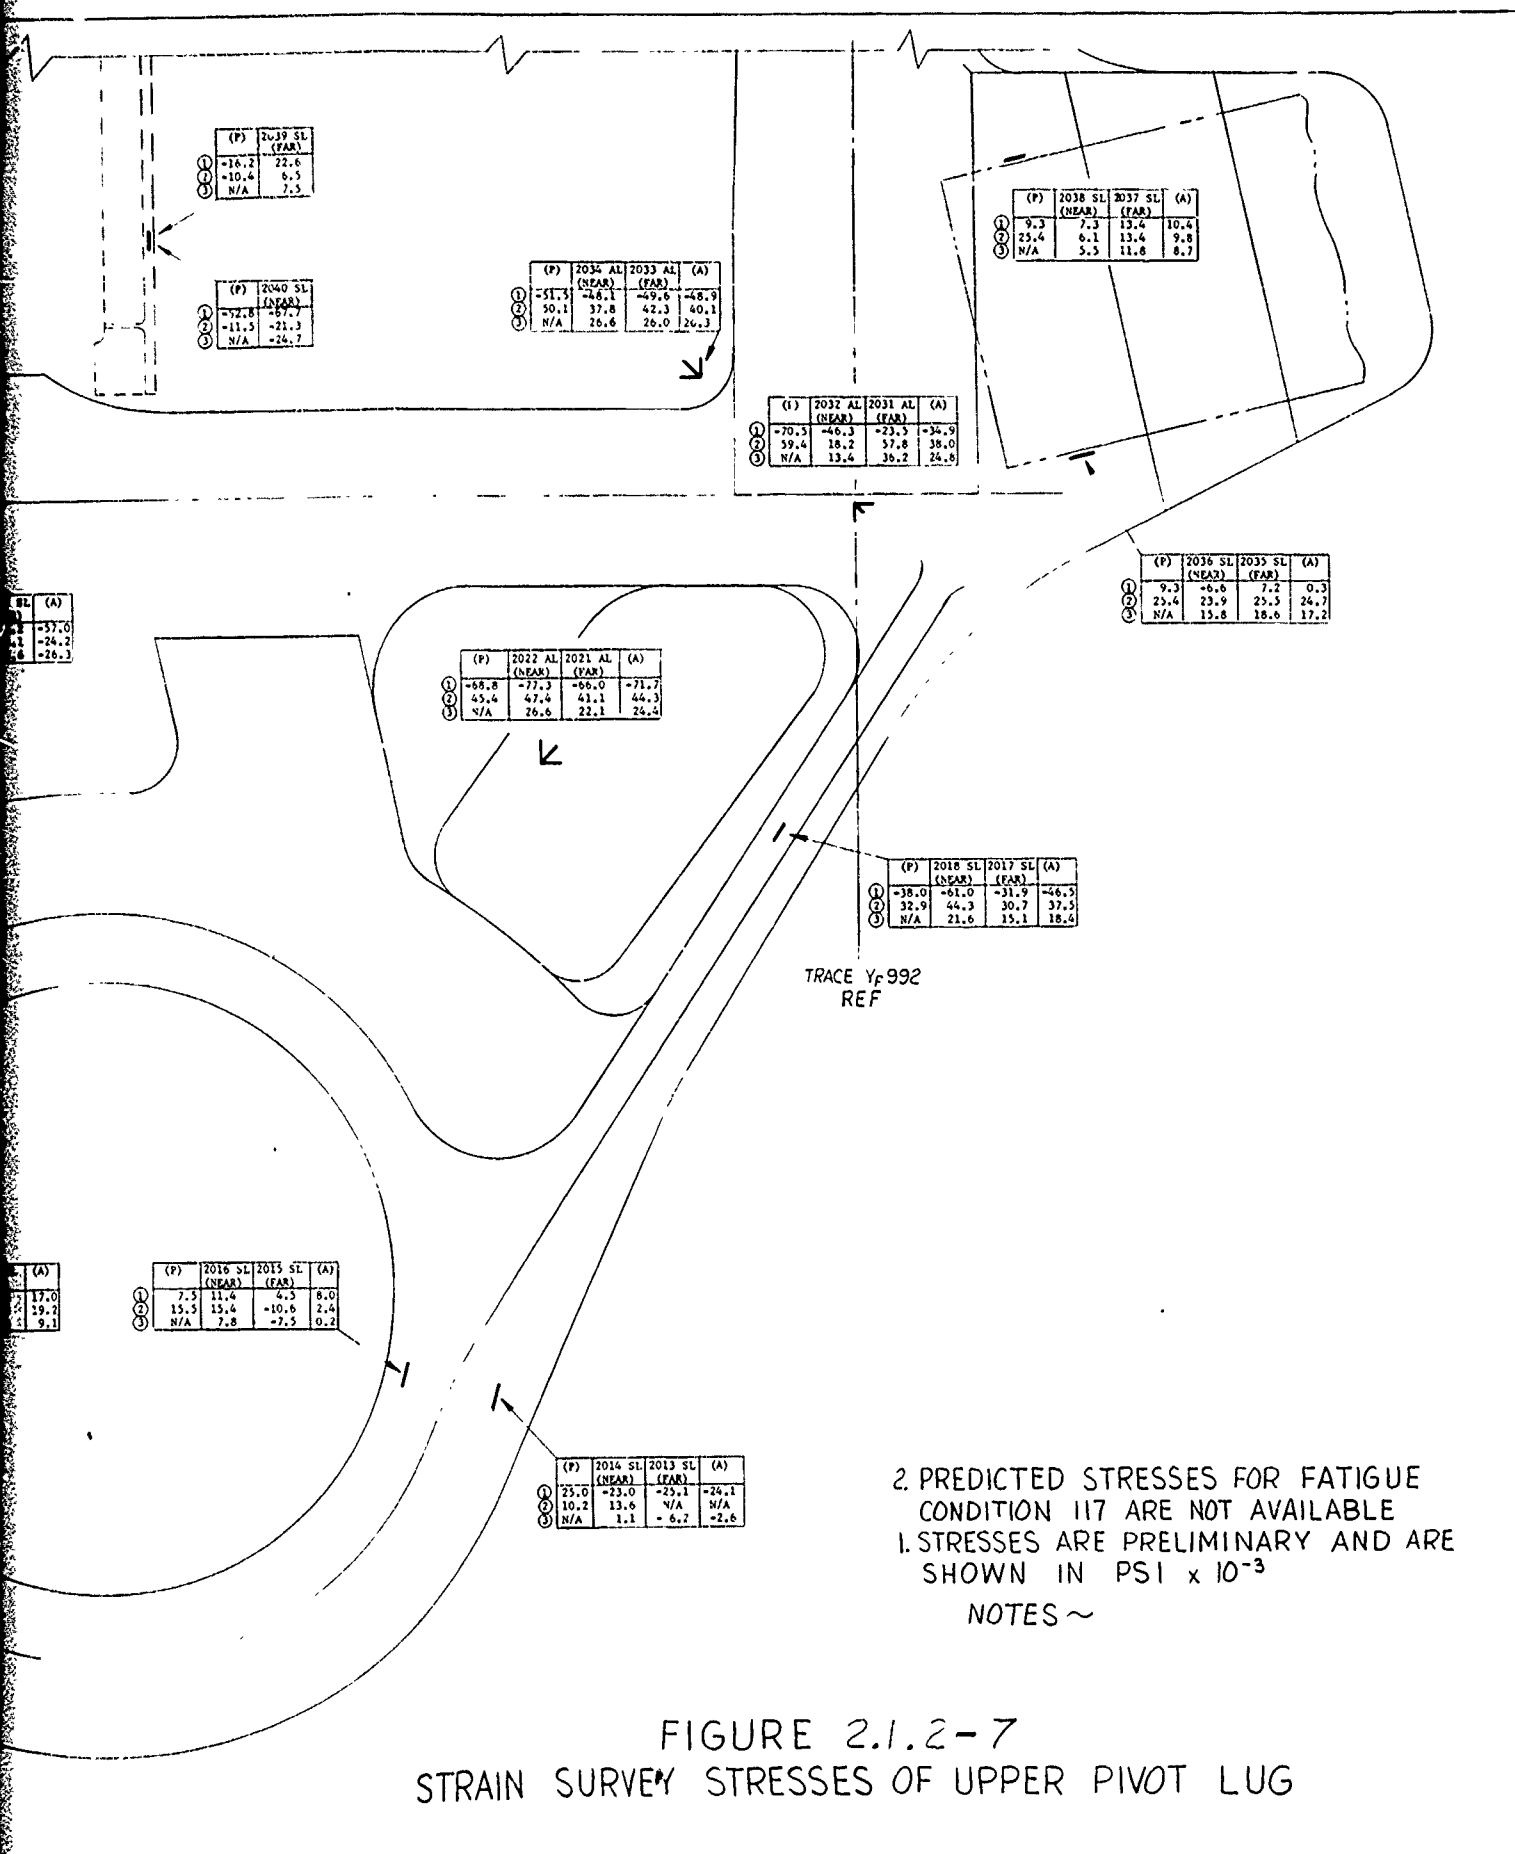 (P) 2039 SL
(FAR)
① -16.2 22.6
② -10.4 6.5
③ N/A 7.5
(P) 2040 SL
(NEAR)
① -52.8 -67.7
② -11.5 -21.3
③ N/A -24.7
(P) 2034 AL 2033 AL (A)
(NEAR) (FAR)
① -51.5 -48.1 -49.6 -48.9
② 50.1 37.8 42.3 40.1
③ N/A 26.6 26.0 26.3
(P) 2038 SL 2037 SL (A)
(NEAR) (FAR)
① 9.3 7.3 13.4 10.4
② 25.4 6.1 13.4 9.8
③ N/A 5.5 11.8 8.7
2032 AL 2031 AL (A)
(NEAR) (FAR)
① -70.5 -46.3 -23.5 -34.9
② 59.4 18.2 57.8 38.0
③ N/A 13.4 36.2 24.8
(P) 2036 SL 2035 SL (A)
(NEAR) (FAR)
① 9.3 -6.6 7.2 0.3
② 25.4 23.9 25.5 24.7
③ N/A 15.8 18.6 17.2
SL (A)
-57.0
-24.2
-26.3
(P) 2022 AL 2021 AL (A)
(NEAR) (FAR)
① -68.8 -77.3 -66.0 -71.7
② 45.4 47.4 41.1 44.3
③ N/A 26.6 22.1 24.4
(P) 2018 SL 2017 SL (A)
(NEAR) (FAR)
① -38.0 -61.0 -31.9 -46.5
② 32.9 44.3 30.7 37.5
③ N/A 21.6 15.1 18.4
TRACE YF 992
REF
(A)
17.0
9.1
(P) 2016 SL 2015 SL (A)
(NEAR) (FAR)
① 7.5 11.4 4.5 8.0
② 15.5 15.4 -10.6 2.4
③ N/A 7.8 -7.5 0.2
(P) 2014 SL 2013 SL (A)
(NEAR) (FAR)
① 25.0 -23.0 -25.1 -24.1
② 10.2 13.6 N/A N/A
③ N/A 1.1 -6.2 -2.6
2. PREDICTED STRESSES FOR FATIGUE
CONDITION 117 ARE NOT AVAILABLE
1. STRESSES ARE PRELIMINARY AND ARE
SHOWN IN PSI x 10⁻³
NOTES ~
FIGURE 2.1.2-7
STRAIN SURVEY STRESSES OF UPPER PIVOT LUG